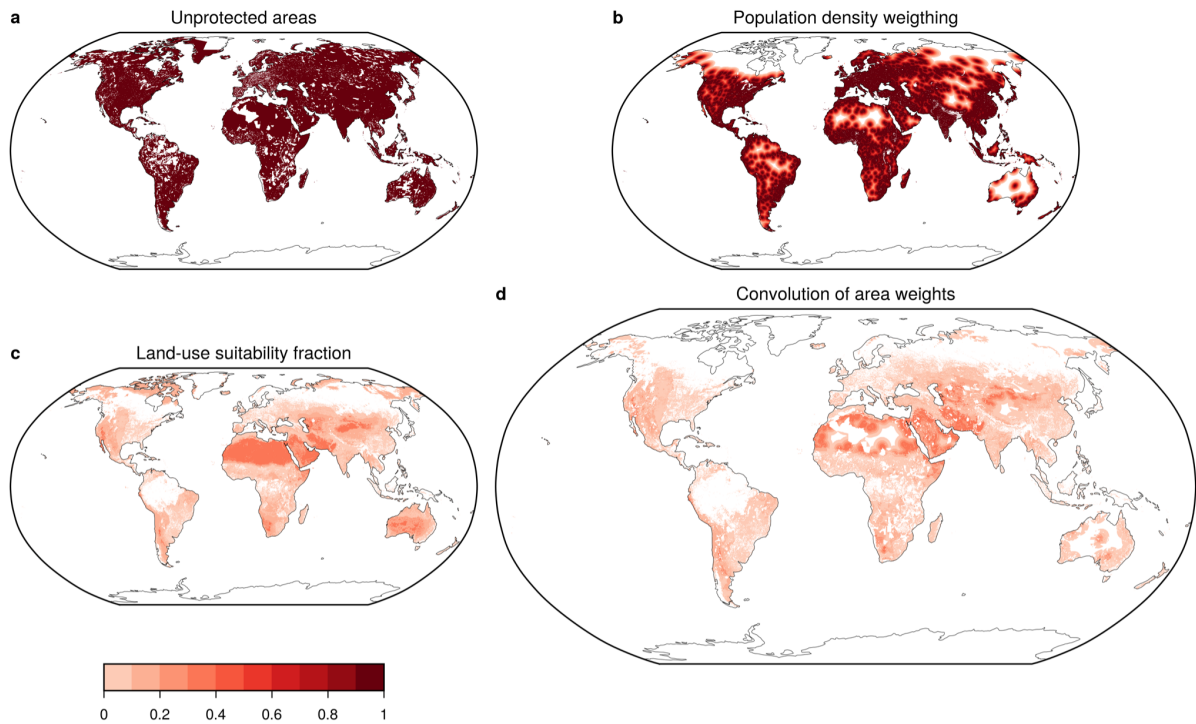 a
Unprotected areas
b
Population density weigthing
d
Convolution of area weights
c
Land-use suitability fraction
0 0.2 0.4 0.6 0.8 1